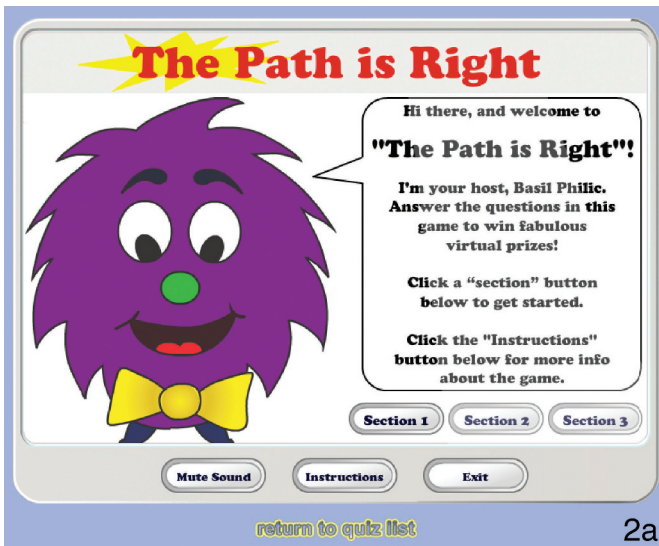 The Path is Right
Hi there, and welcome to
"The Path is Right"!
I'm your host, Basil Philic.
Answer the questions in this
game to win fabulous
virtual prizes!
Click a “section” button
below to get started.
Click the "Instructions"
button below for more info
about the game.
Section 1 Section 2 Section 3
Mute Sound Instructions Exit
return to quiz list
2a